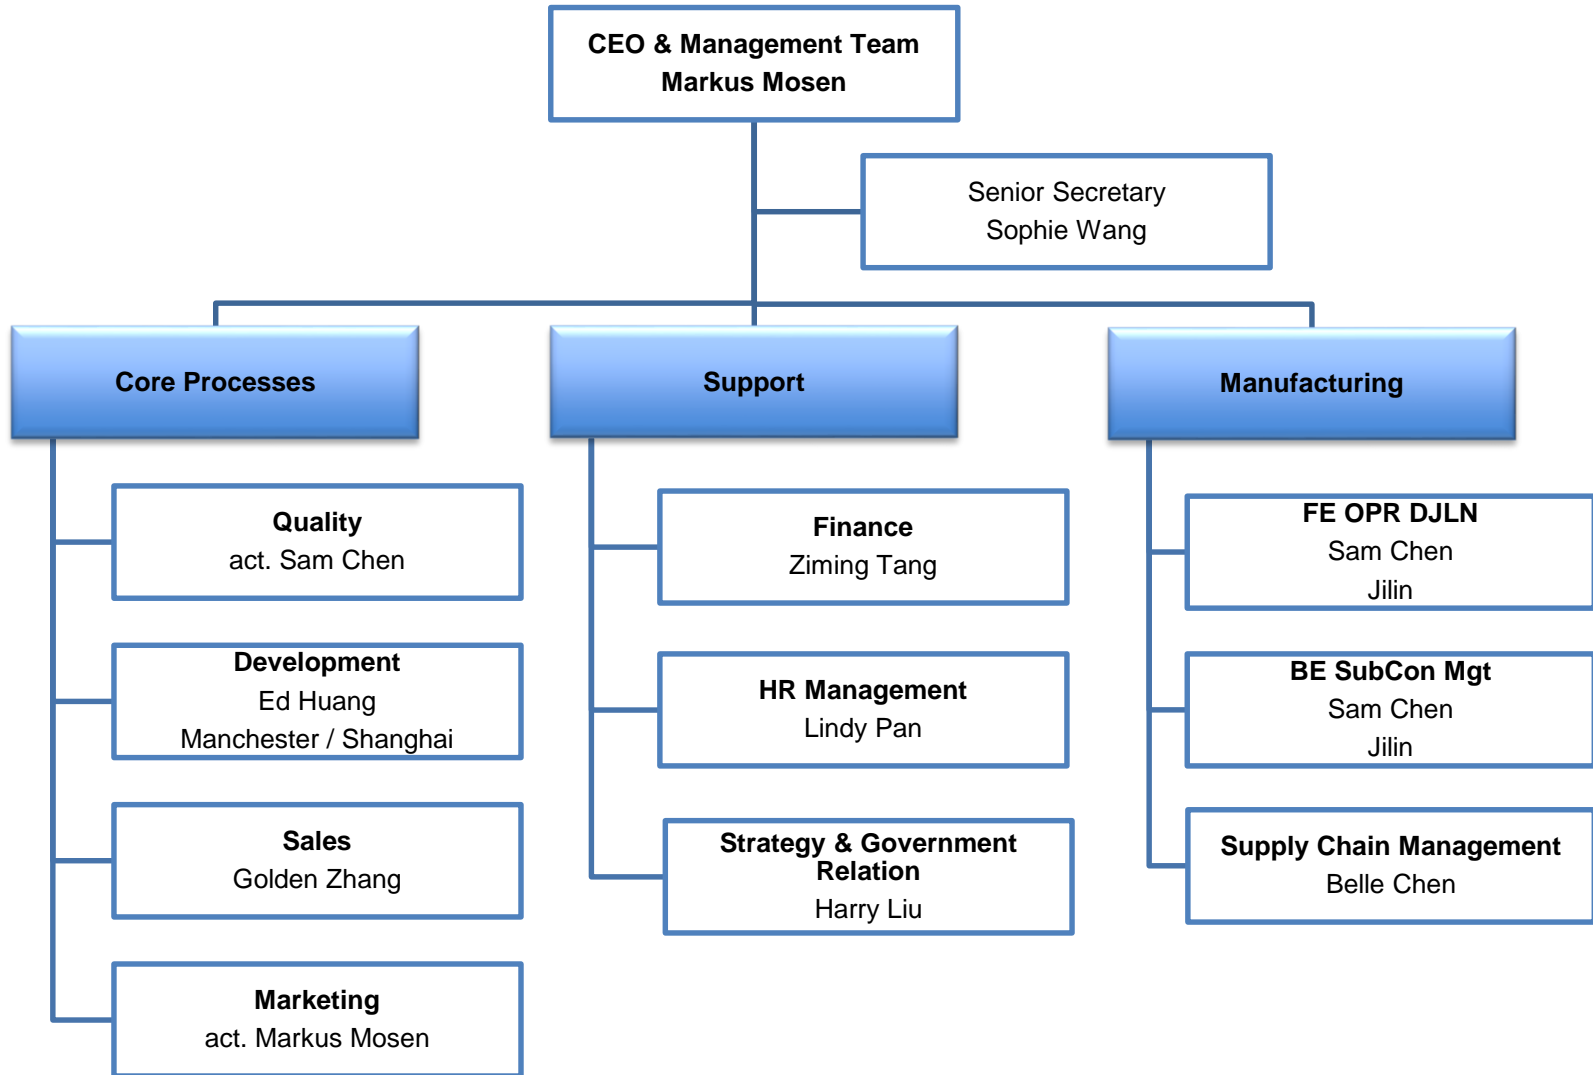 CEO & Management Team
Markus Mosen
Senior Secretary
Sophie Wang
Core Processes
Support
Manufacturing
Quality
act. Sam Chen
Development
Ed Huang
Manchester / Shanghai
Sales
Golden Zhang
Marketing
act. Markus Mosen
Finance
Ziming Tang
HR Management
Lindy Pan
Strategy & Government
Relation
Harry Liu
FE OPR DJLN
Sam Chen
Jilin
BE SubCon Mgt
Sam Chen
Jilin
Supply Chain Management
Belle Chen